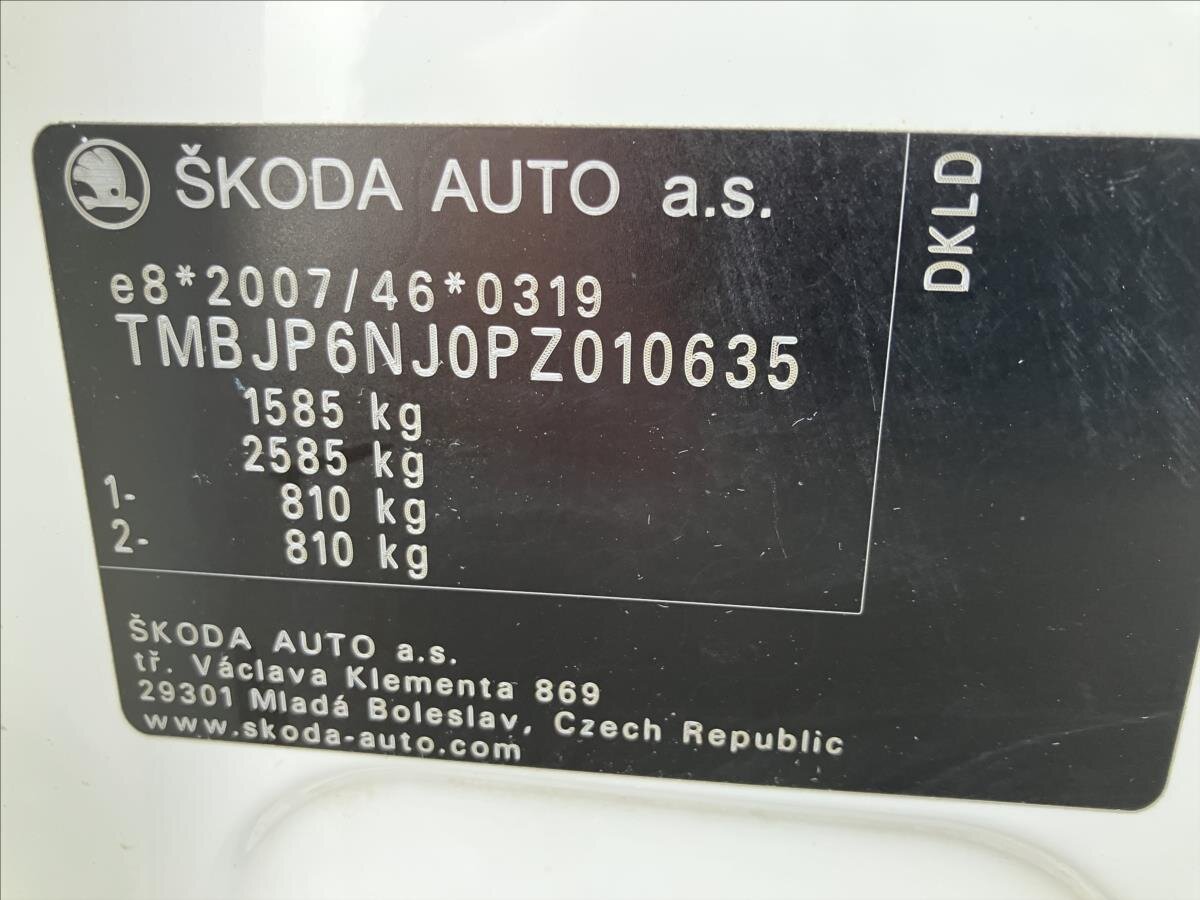 ŠKODA AUTO a.s.
DKLD
e8*2007/46*0319
TMBJP6NJ0PZ010635
1585 kg
2585 kg
1- 810 kg
2- 810 kg
ŠKODA AUTO a.s.
tř. Václava Klementa 869
29301 Mladá Boleslav, Czech Republic
www.skoda-auto.com